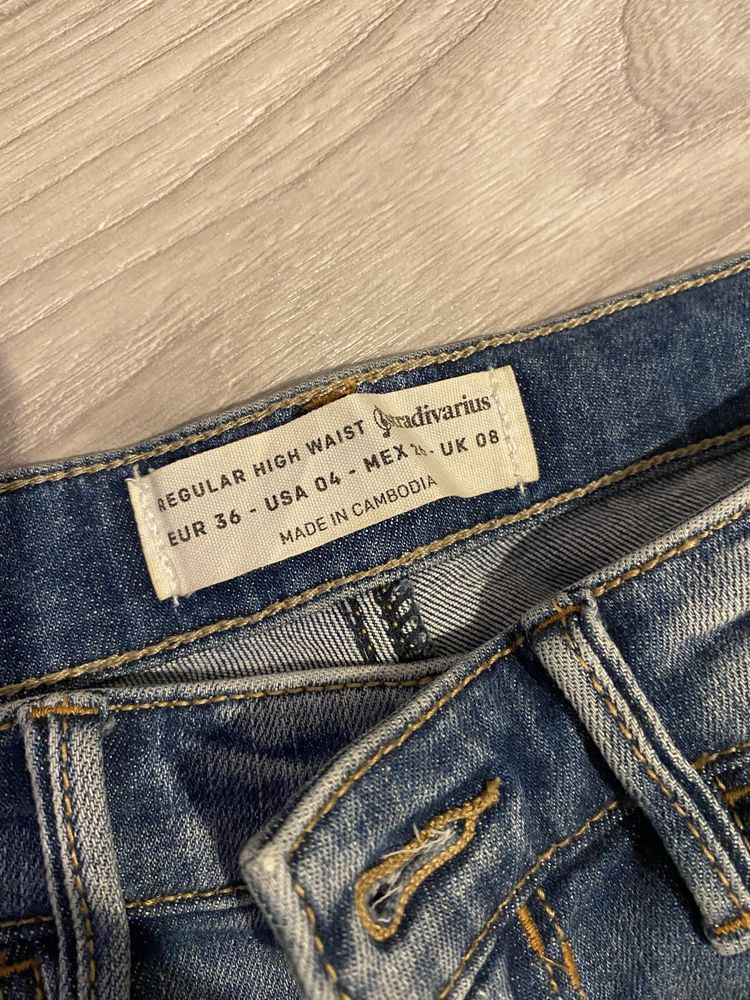 REGULAR HIGH WAIST Stradivarius
EUR 36 - USA 04 - MEX - UK 08
MADE IN CAMBODIA